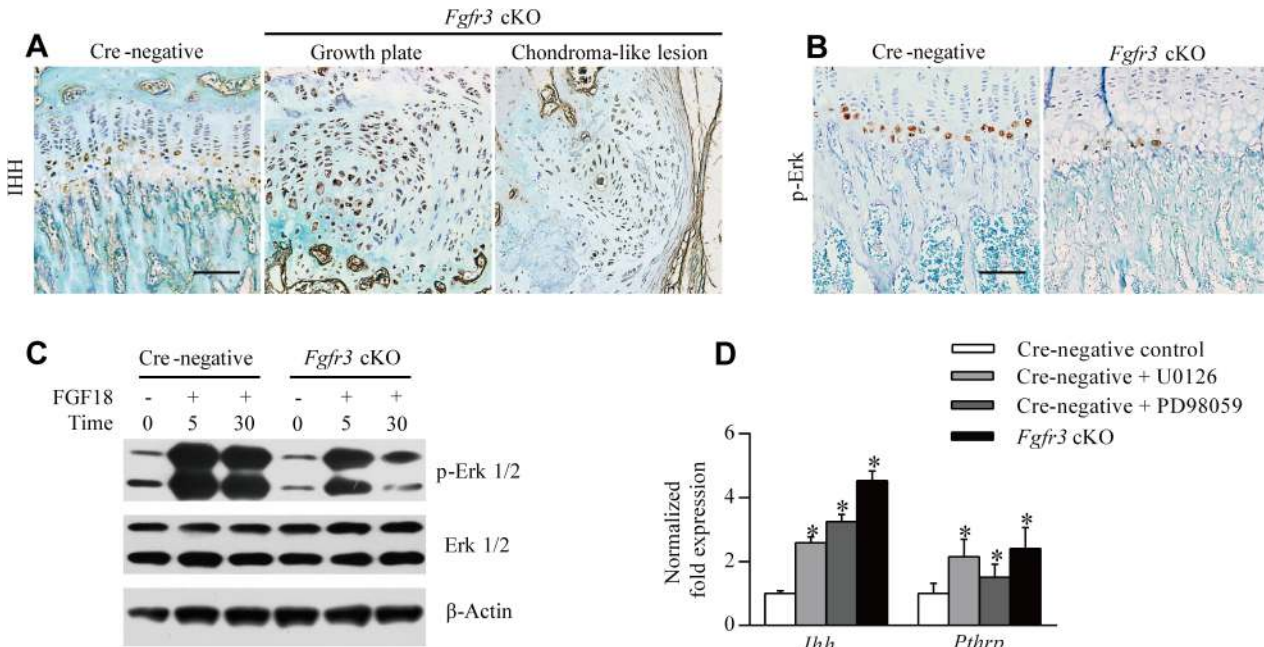 Fgfr3 cKO
A
Cre-negative
Growth plate
Chondroma-like lesion
IHH
B
Cre-negative
Fgfr3 cKO
p-Erk
C
Cre-negative
Fgfr3 cKO
FGF18
- + + - + +
Time
0 5 30 0 5 30
p-Erk 1/2
Erk 1/2
β-Actin
D
Cre-negative control
Cre-negative + U0126
Cre-negative + PD98059
Fgfr3 cKO
Normalized
fold expression
6
4
2
0
* * *
* * *
Ihh
Pthrp